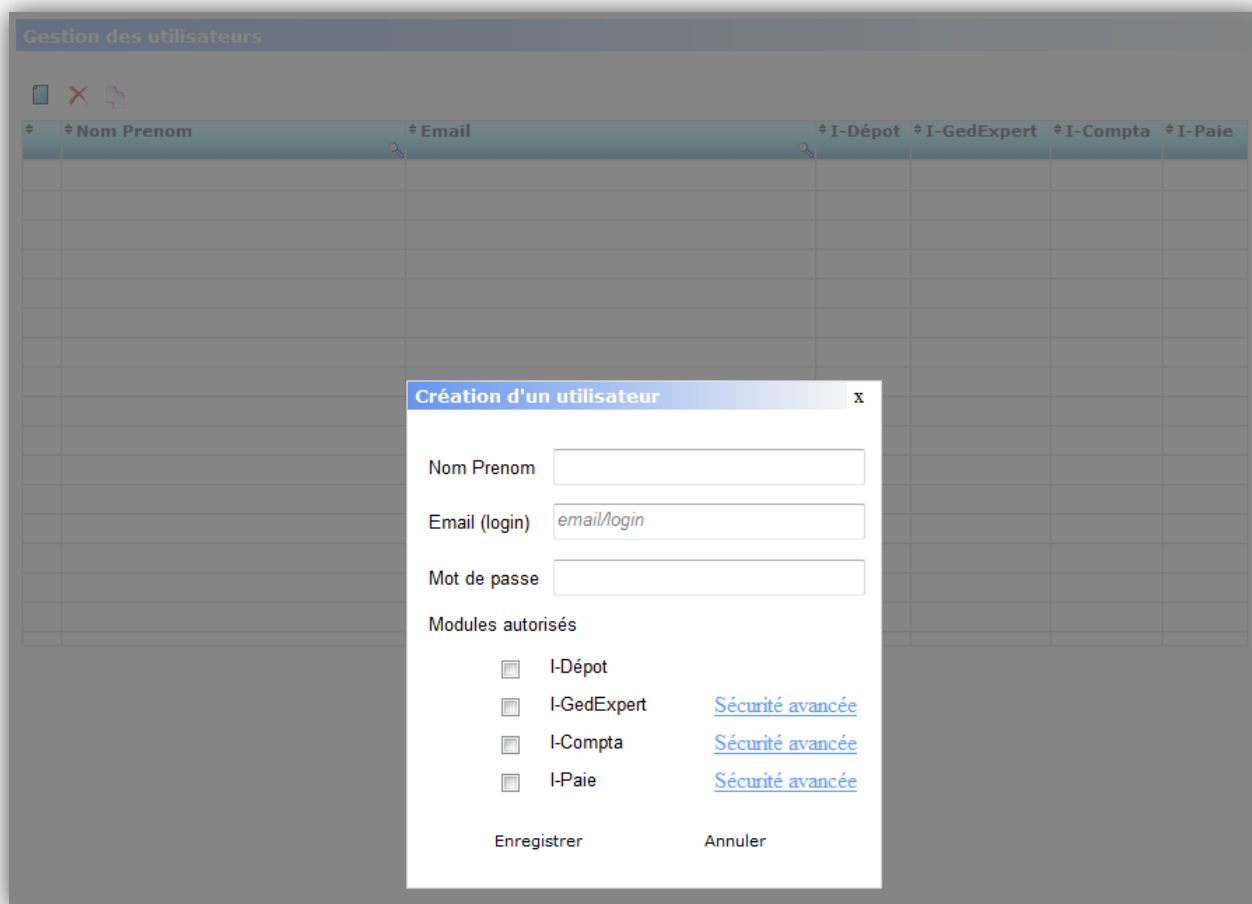 Gestion des utilisateurs
Nom Prenom Email I-Dépot I-GedExpert I-Compta I-Paie
Création d'un utilisateur x
Nom Prenom
Email (login) email/login
Mot de passe
Modules autorisés
I-Dépot
I-GedExpert Sécurité avancée
I-Compta Sécurité avancée
I-Paie Sécurité avancée
Enregistrer Annuler